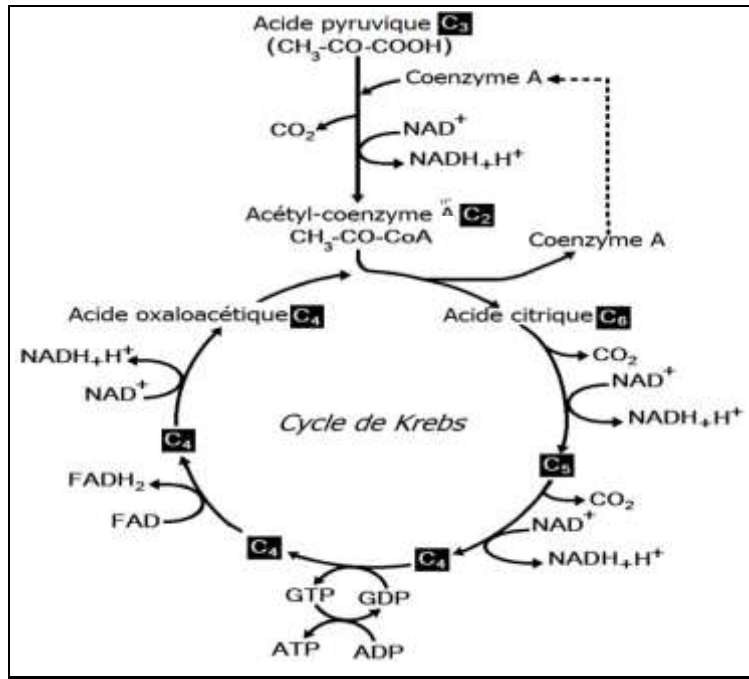 Acide pyruvique C₃
(CH₃-CO-COOH)
Coenzyme A
CO₂
NAD⁺
NADH+H⁺
Acétyl-coenzyme A C₂
CH₃-CO-CoA
Coenzyme A
Acide oxaloacétique C₄
Acide citrique C₆
NADH+H⁺
CO₂
NAD⁺
NAD⁺
NADH+H⁺
Cycle de Krebs
C₄
C₅
FADH₂
CO₂
FAD
NAD⁺
C₄
C₄
NADH+H⁺
GTP
GDP
ATP
ADP